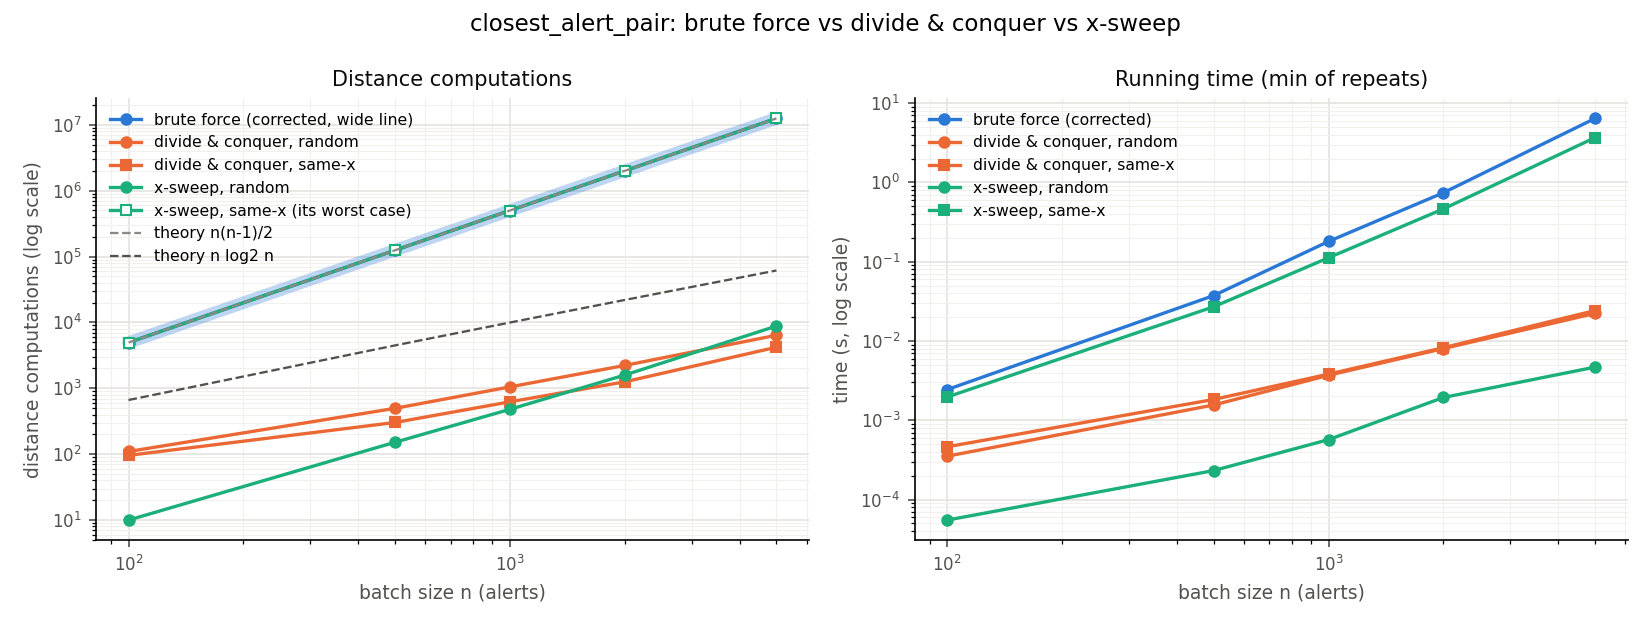 closest_alert_pair: brute force vs divide & conquer vs x-sweep
Distance computations
distance computations (log scale)
10^7
10^6
10^5
10^4
10^3
10^2
10^1
brute force (corrected, wide line)
divide & conquer, random
divide & conquer, same-x
x-sweep, random
x-sweep, same-x (its worst case)
theory n(n-1)/2
theory n log2 n
10^2
10^3
batch size n (alerts)
Running time (min of repeats)
time (s, log scale)
10^1
10^0
10^−1
10^−2
10^−3
10^−4
brute force (corrected)
divide & conquer, random
divide & conquer, same-x
x-sweep, random
x-sweep, same-x
10^2
10^3
batch size n (alerts)